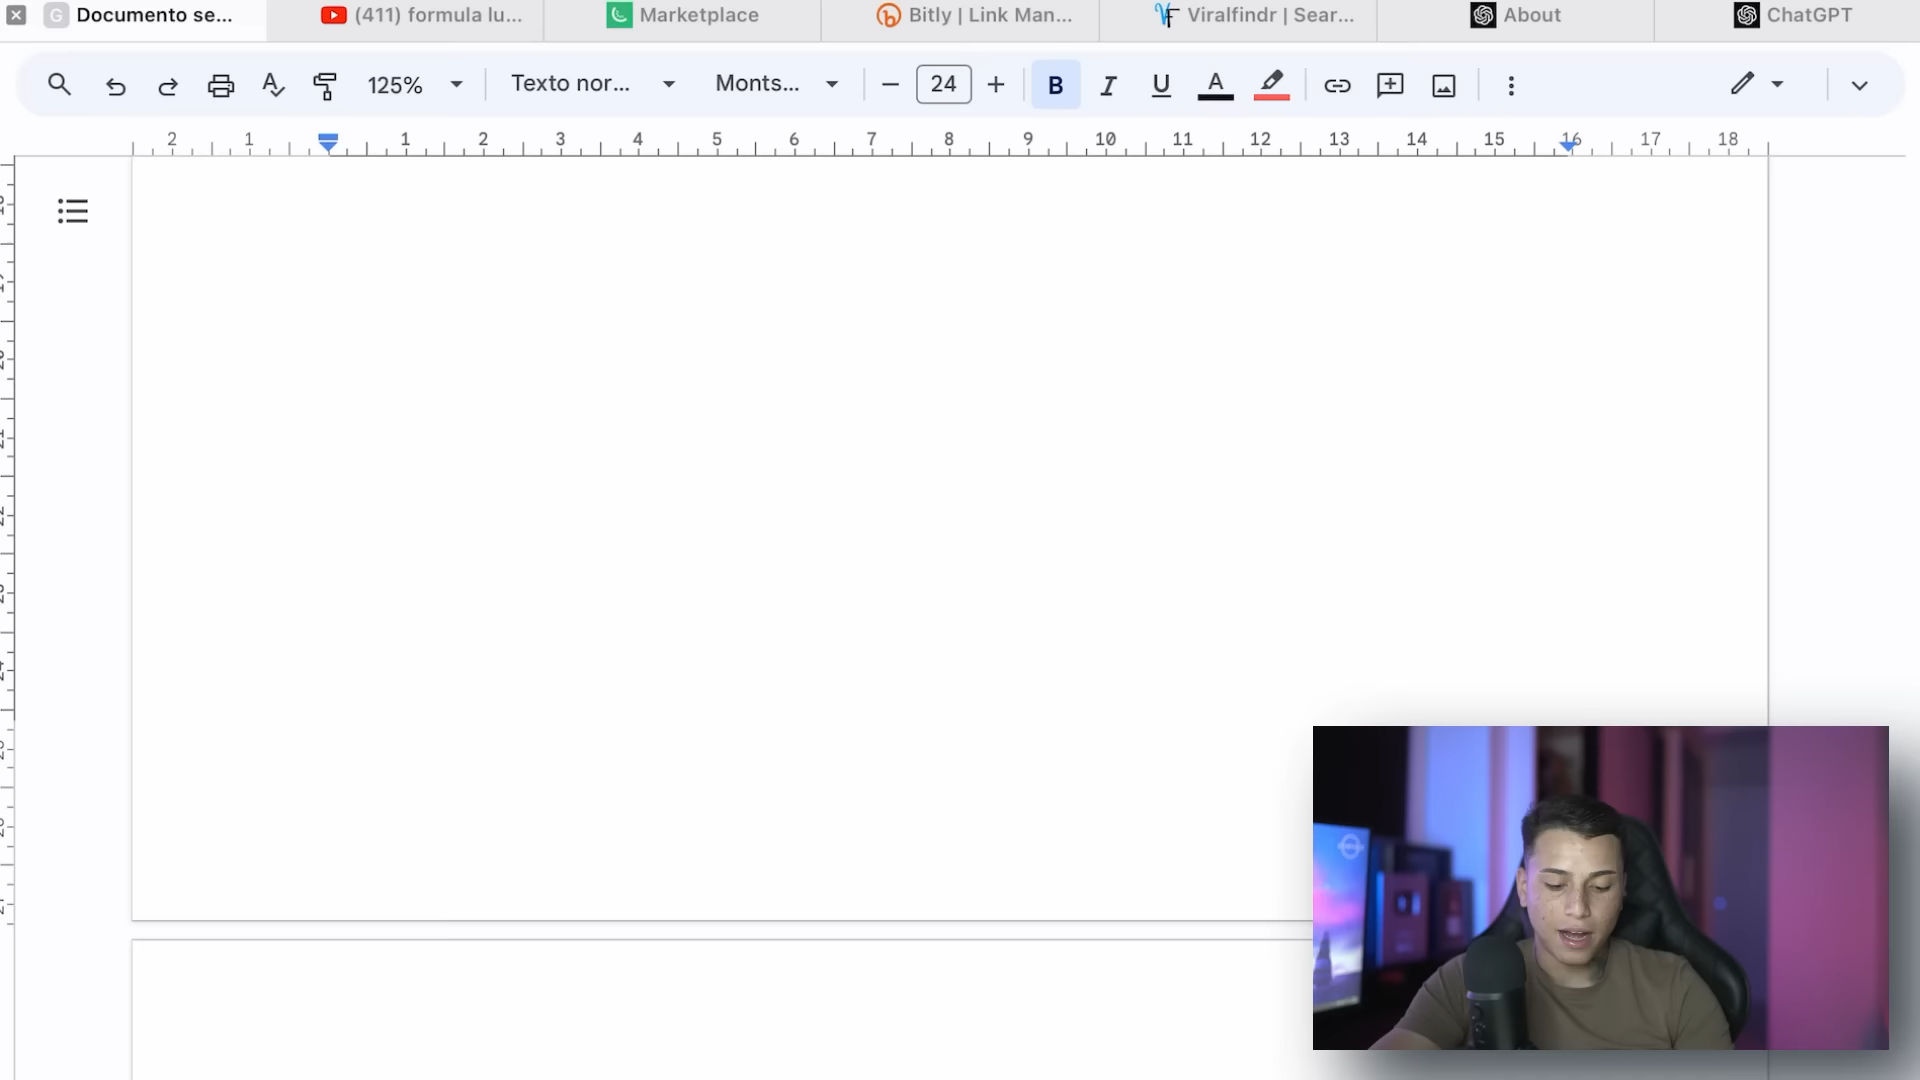 Documento se...
(411) formula lu...
Marketplace
Bitly | Link Man...
Viralfindr | Sear...
About
ChatGPT
125%
Texto nor...
Monts...
24
B
I
U
A
2 1 1 2 3 4 5 6 7 8 9 10 11 12 13 14 15 16 17 18